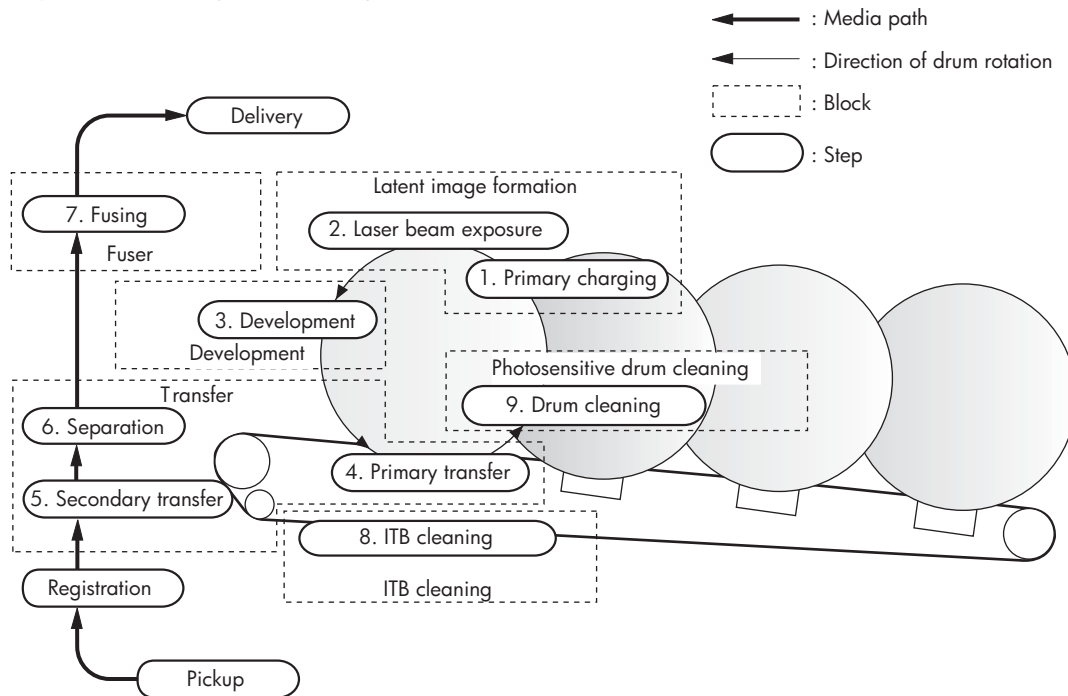 : Media path
: Direction of drum rotation
: Block
: Step
Delivery
Latent image formation
7. Fusing
Fuser
2. Laser beam exposure
1. Primary charging
3. Development
Development
Photosensitive drum cleaning
9. Drum cleaning
Transfer
6. Separation
4. Primary transfer
5. Secondary transfer
8. ITB cleaning
ITB cleaning
Registration
Pickup